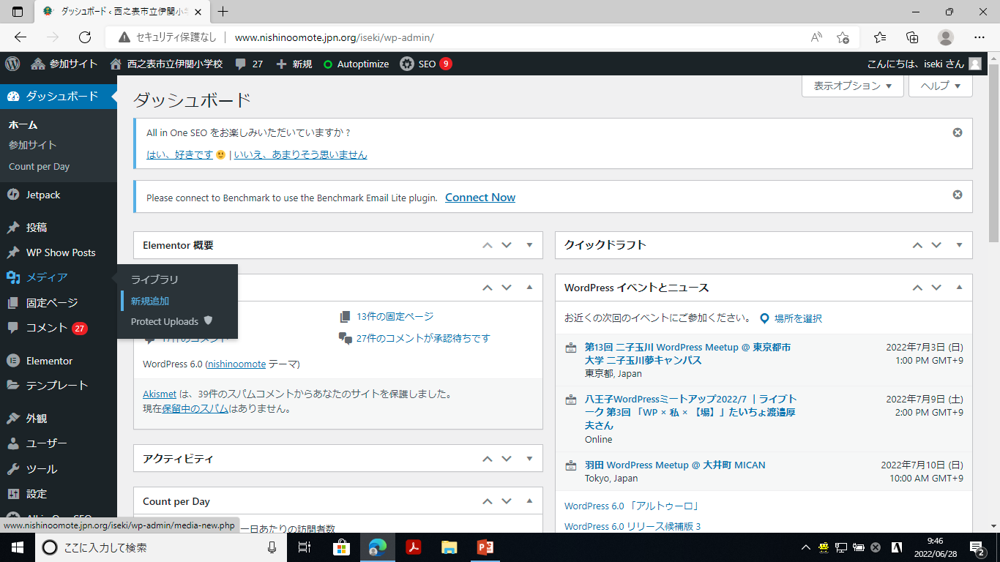 ダッシュボード ‹ 西之表市立伊関小
セキュリティ保護なし
www.nishinoomote.jpn.org/iseki/wp-admin/
参加サイト
西之表市立伊関小学校
27
新規
Autoptimize
SEO 9
こんにちは、iseki さん
ダッシュボード
ホーム
参加サイト
Count per Day
Jetpack
投稿
WP Show Posts
メディア
ライブラリ
新規追加
Protect Uploads
固定ページ
コメント 27
Elementor
テンプレート
外観
ユーザー
ツール
設定
All in One SEO
www.nishinoomote.jpn.org/iseki/wp-admin/media-new.php
ダッシュボード
表示オプション ▼
ヘルプ ▼
All in One SEO をお楽しみいただいていますか ?
はい、好きです 🙂 | いいえ、あまりそう思いません
Please connect to Benchmark to use the Benchmark Email Lite plugin. Connect Now
Elementor 概要
13件の固定ページ
17件のコメント
27件のコメントが承認待ちです
WordPress 6.0 (nishinoomote テーマ)
Akismet は、39件のスパムコメントからあなたのサイトを保護しました。
現在保留中のスパムはありません。
アクティビティ
Count per Day
一日あたりの訪問者数
クイックドラフト
WordPress イベントとニュース
お近くの次回のイベントにご参加ください。 場所を選択
第13回 二子玉川 WordPress Meetup @ 東京都市
大学 二子玉川夢キャンパス
東京都, Japan
2022年7月3日 (日)
1:00 PM GMT+9
八王子WordPressミートアップ2022/7 | ライブト
ーク 第3回 「WP × 私 × 【場】」たいちょ渡邉厚
夫さん
Online
2022年7月9日 (土)
2:00 PM GMT+9
羽田 WordPress Meetup @ 大井町 MICAN
Tokyo, Japan
2022年7月10日 (日)
10:00 AM GMT+9
WordPress 6.0 「アルトゥーロ」
WordPress 6.0 リリース候補版 3
ここに入力して検索
9:46
2022/06/28
2